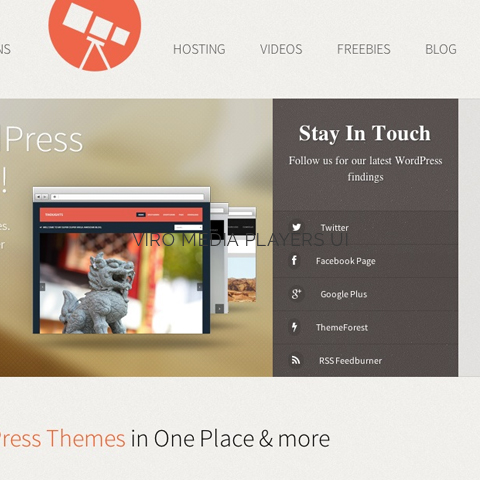 NS
HOSTING
VIDEOS
FREEBIES
BLOG
Press
!
es.
er
Stay In Touch
Follow us for our latest WordPress
findings
VIRO MEDIA PLAYERS UI
Twitter
Facebook Page
Google Plus
ThemeForest
RSS Feedburner
Press Themes in One Place & more